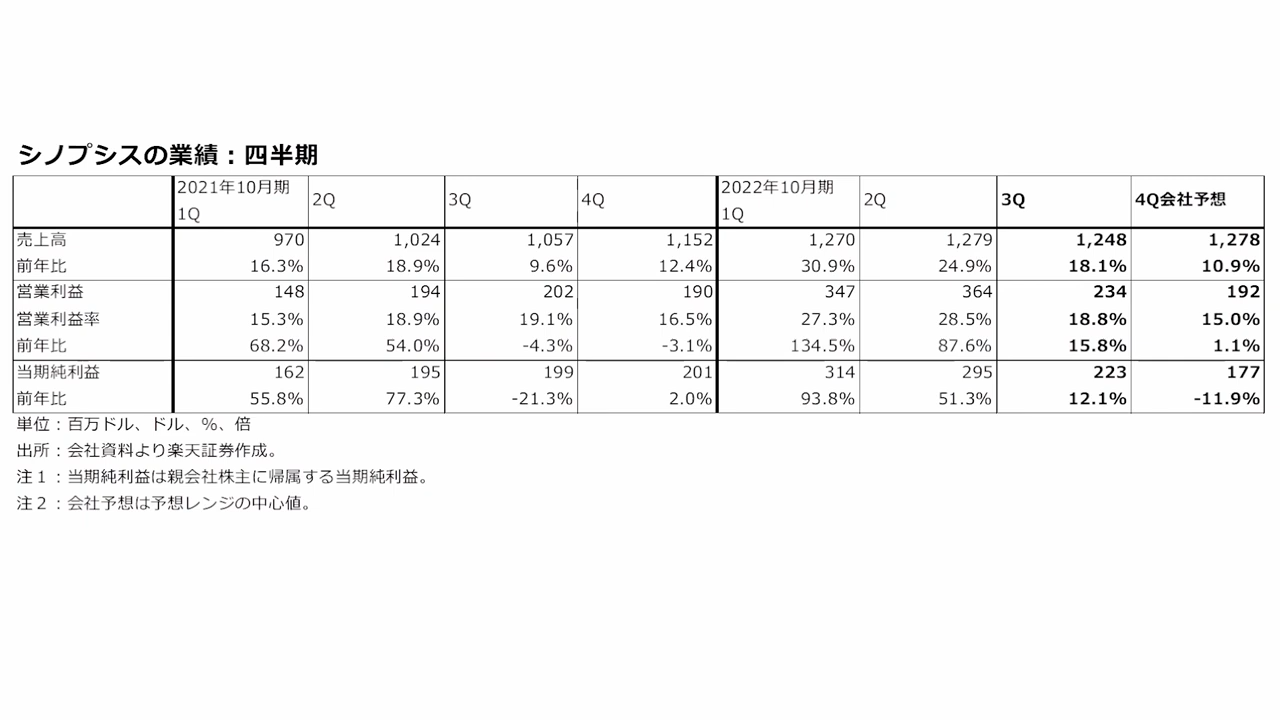 シノプシスの業績：四半期
2021年10月期 1Q 2Q 3Q 4Q 2022年10月期 1Q 2Q 3Q 4Q会社予想
売上高 970 1,024 1,057 1,152 1,270 1,279 1,248 1,278
前年比 16.3% 18.9% 9.6% 12.4% 30.9% 24.9% 18.1% 10.9%
営業利益 148 194 202 190 347 364 234 192
営業利益率 15.3% 18.9% 19.1% 16.5% 27.3% 28.5% 18.8% 15.0%
前年比 68.2% 54.0% -4.3% -3.1% 134.5% 87.6% 15.8% 1.1%
当期純利益 162 195 199 201 314 295 223 177
前年比 55.8% 77.3% -21.3% 2.0% 93.8% 51.3% 12.1% -11.9%
単位：百万ドル、ドル、％、倍
出所：会社資料より楽天証券作成。
注１：当期純利益は親会社株主に帰属する当期純利益。
注２：会社予想は予想レンジの中心値。